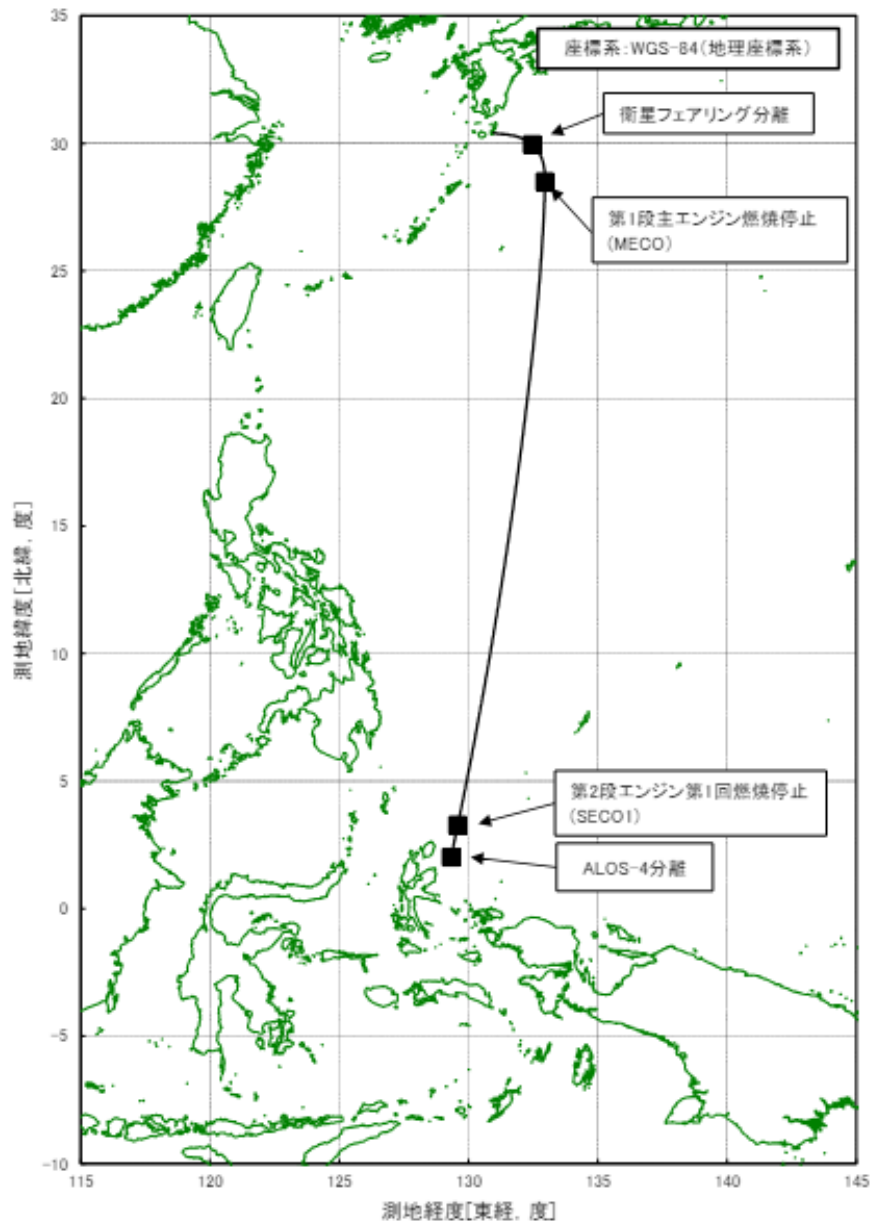 座標系:WGS-84(地理座標系)
衛星フェアリング分離
第1段主エンジン燃焼停止
(MECO)
第2段エンジン第1回燃焼停止
(SECO1)
ALOS-4分離
測地緯度[北緯, 度]
35
30
25
20
15
10
5
0
-5
-10
115
120
125
130
135
140
145
測地経度[東経, 度]